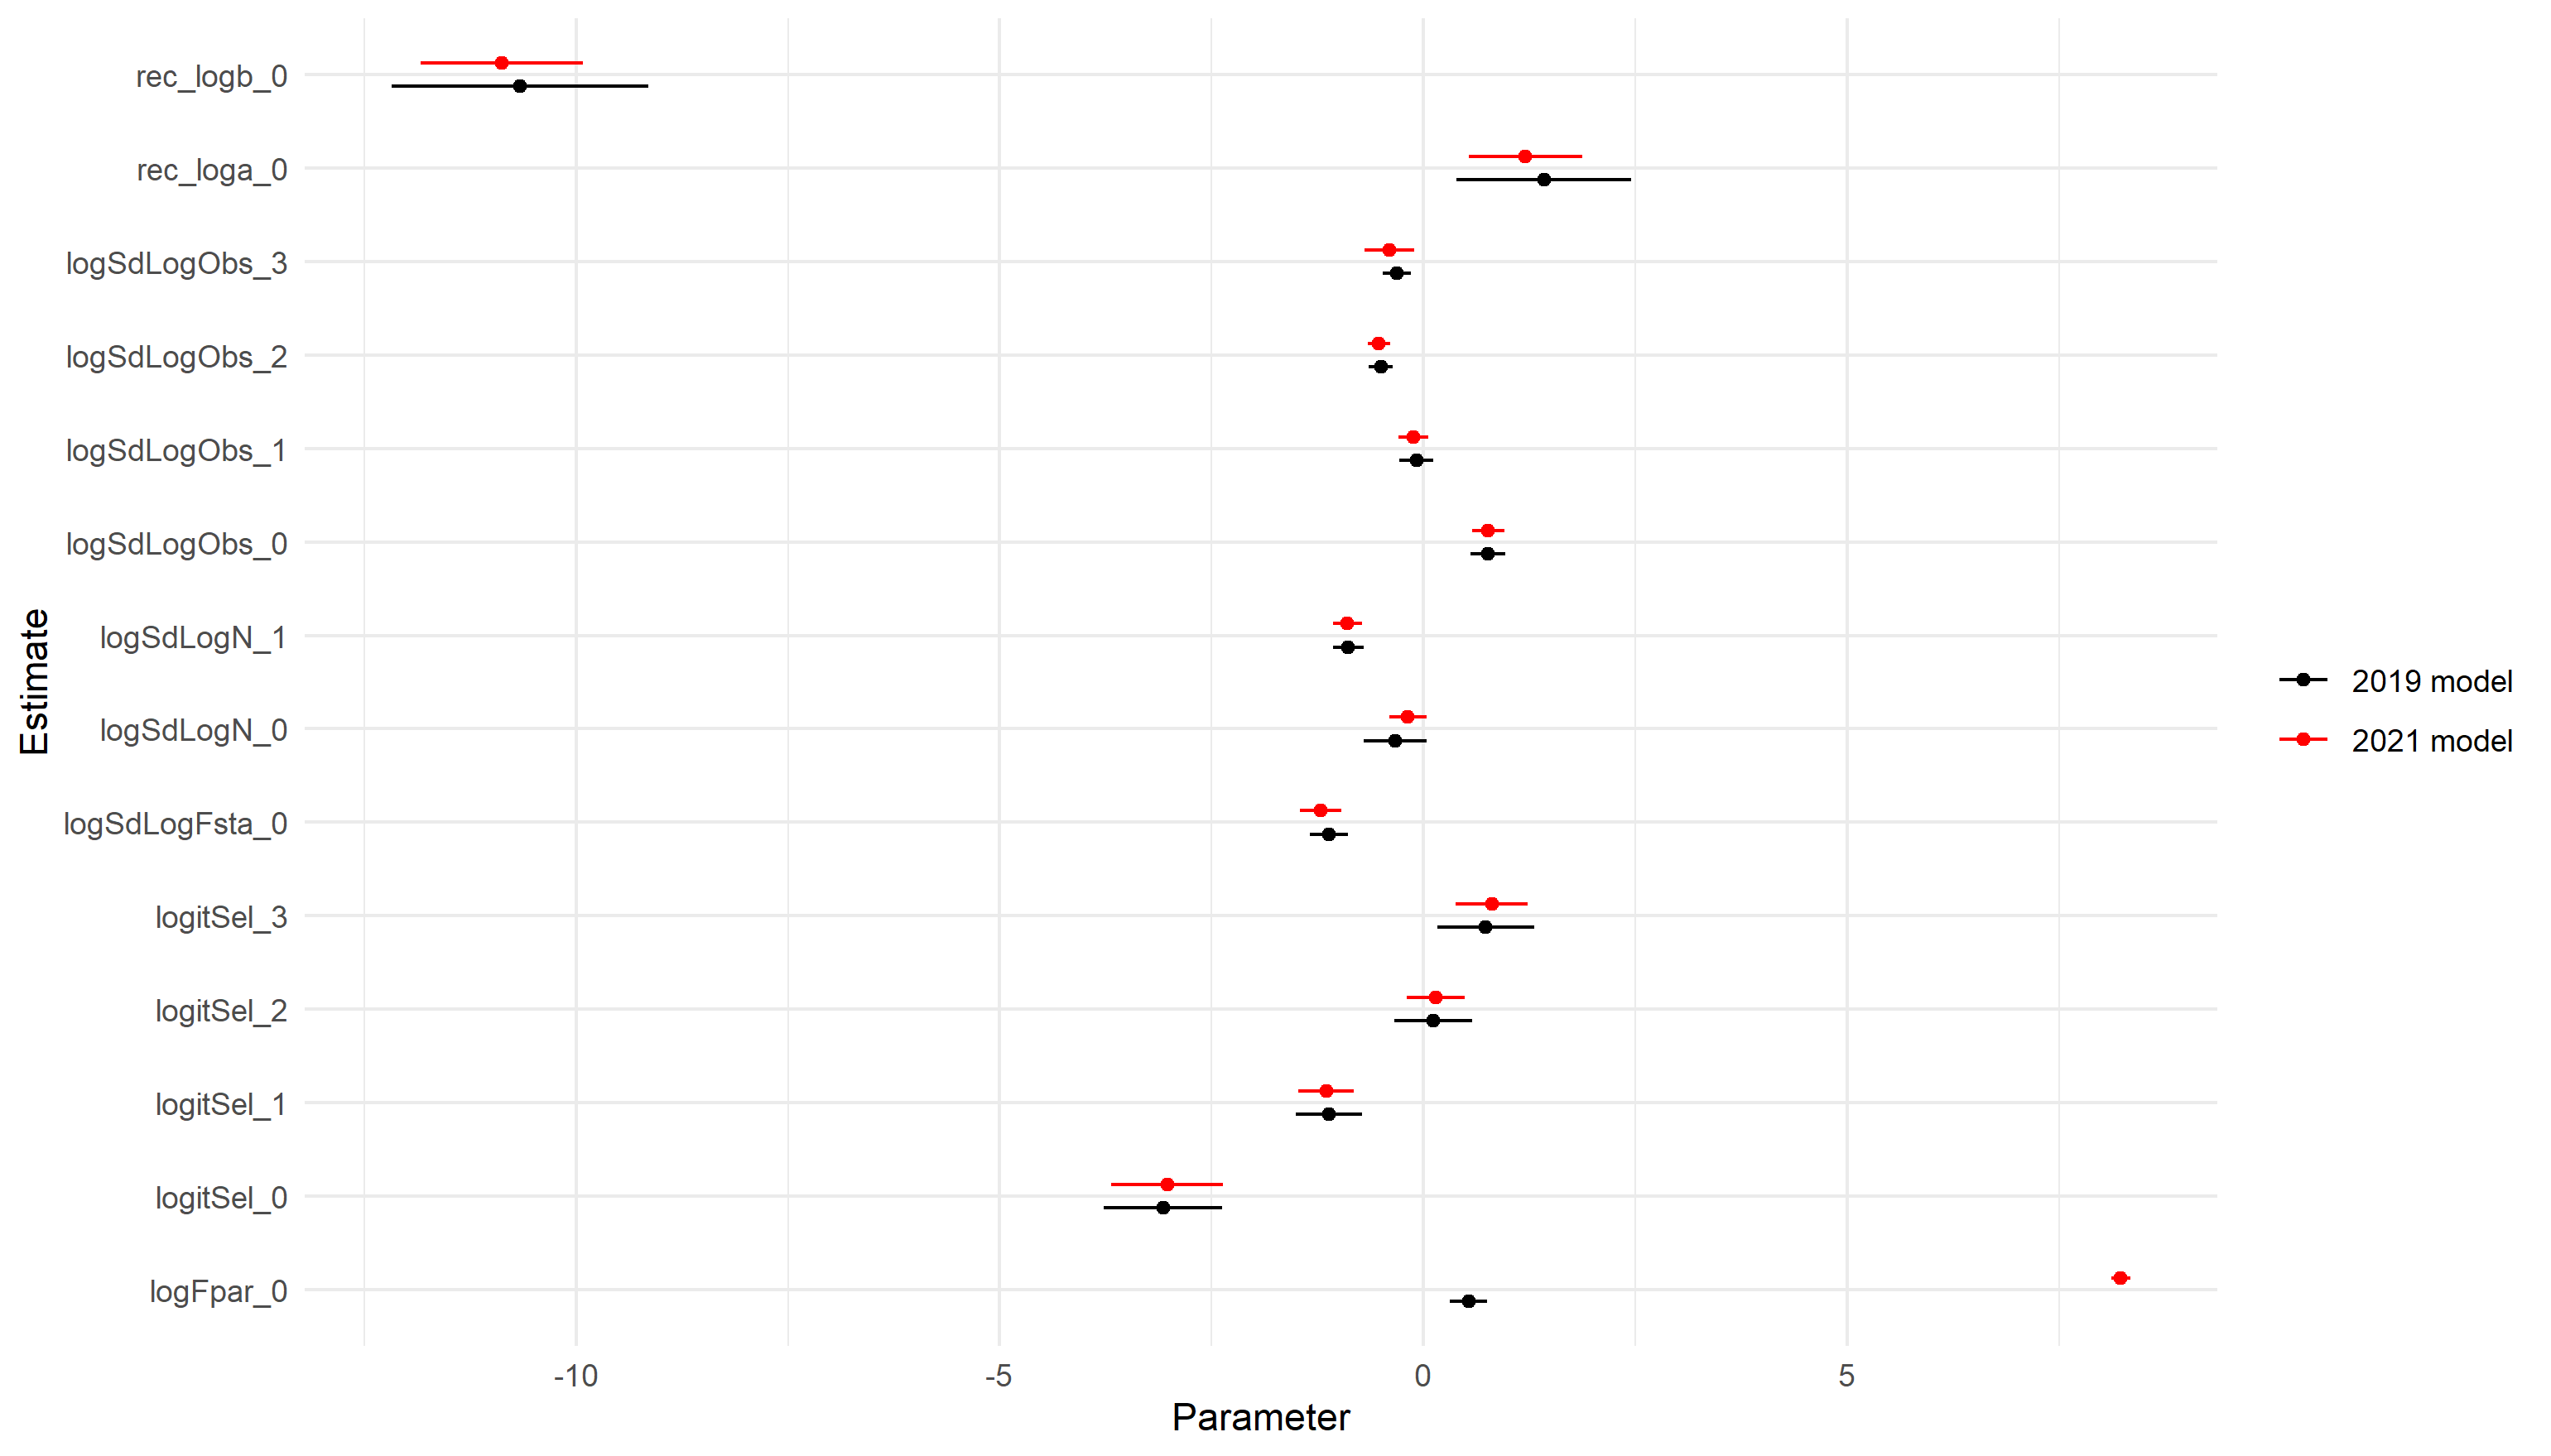 rec_logb_0
rec_loga_0
logSdLogObs_3
logSdLogObs_2
logSdLogObs_1
logSdLogObs_0
logSdLogN_1
logSdLogN_0
logSdLogFsta_0
logitSel_3
logitSel_2
logitSel_1
logitSel_0
logFpar_0
Estimate
-10 -5 0 5
Parameter
2019 model
2021 model